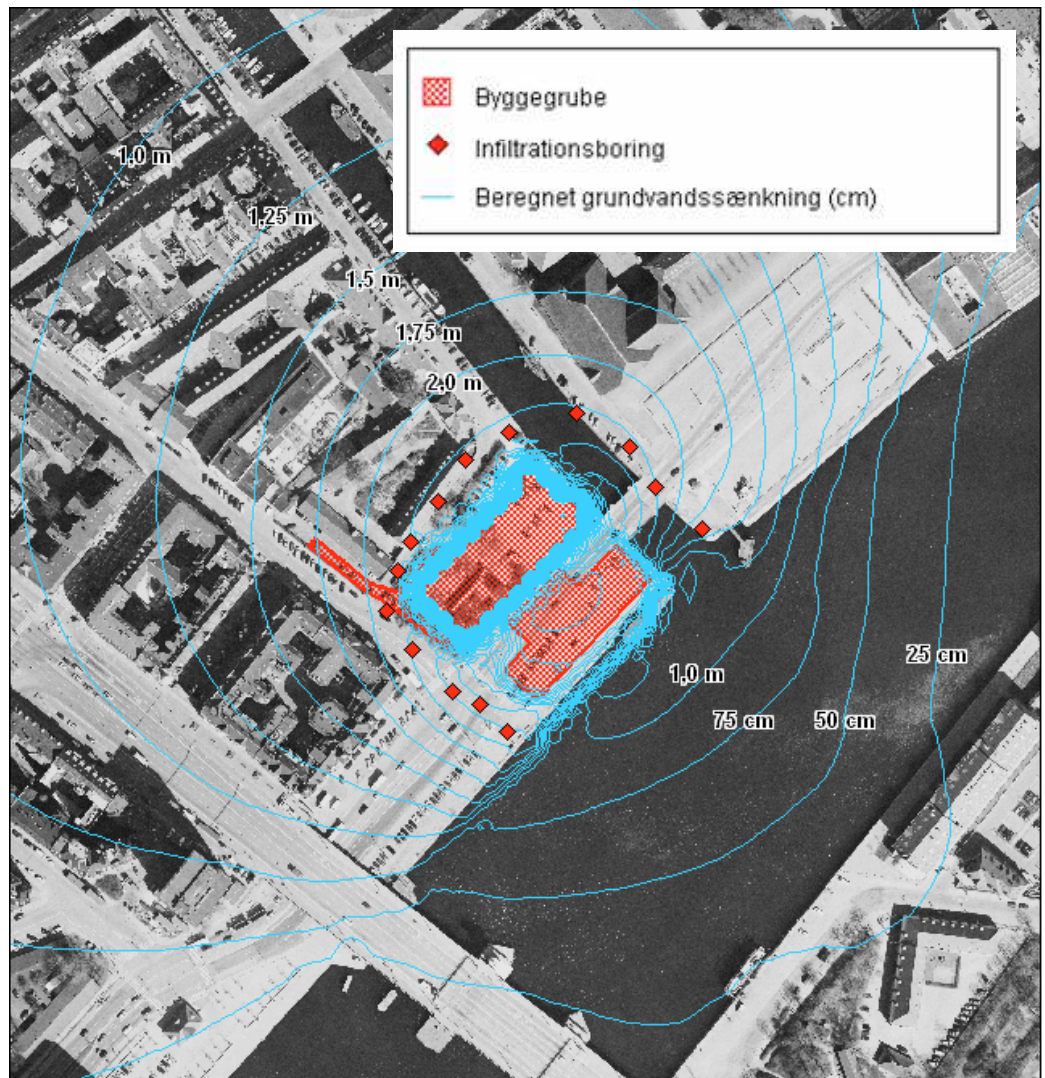 Byggegrube
Infiltrationsboring
Beregnet grundvandssænkning (cm)
1,0 m
1,25 m
1,5 m
1,75 m
2,0 m
25 cm
1,0 m
75 cm
50 cm